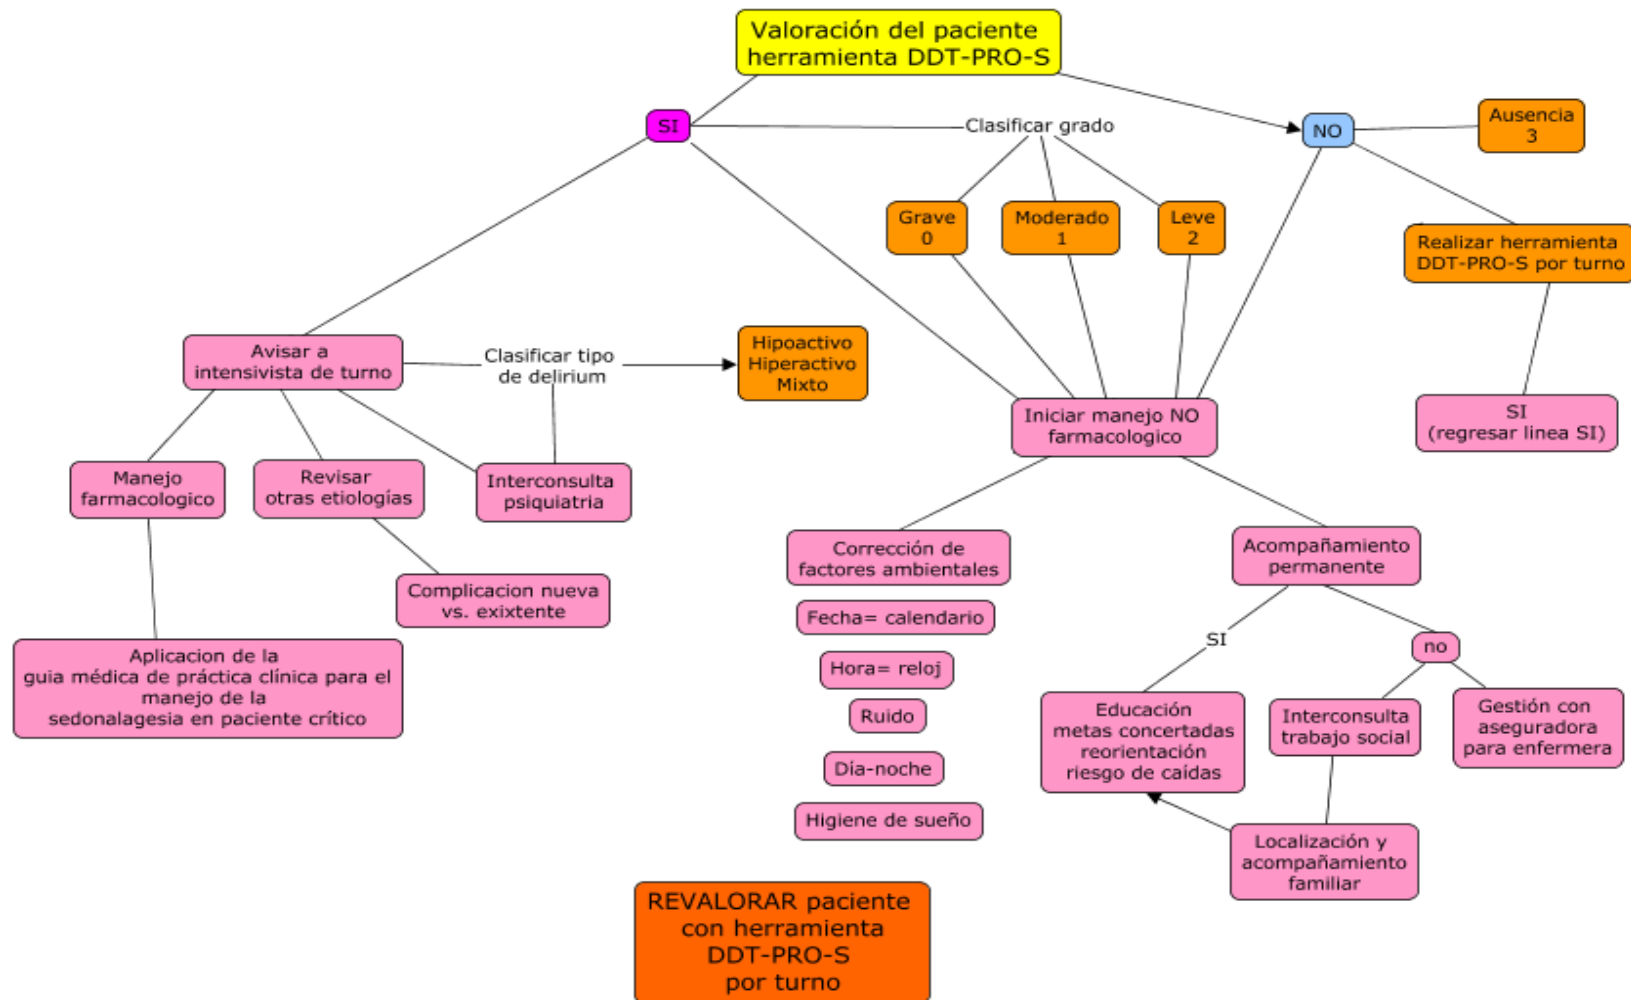 Valoración del paciente
herramienta DDT-PRO-S
SI
Clasificar grado
NO
Ausencia
3
Grave
0
Moderado
1
Leve
2
Realizar herramienta
DDT-PRO-S por turno
SI
(regresar linea SI)
Avisar a
intensivista de turno
Clasificar tipo
de delirium
Hipoactivo
Hiperactivo
Mixto
Iniciar manejo NO
farmacologico
Manejo
farmacologico
Revisar
otras etiologías
Interconsulta
psiquiatria
Complicacion nueva
vs. exixtente
Aplicacion de la
guia médica de práctica clínica para el
manejo de la
sedonalagesia en paciente crítico
Corrección de
factores ambientales
Fecha= calendario
Hora= reloj
Ruido
Día-noche
Higiene de sueño
Acompañamiento
permanente
SI
no
Educación
metas concertadas
reorientación
riesgo de caídas
Interconsulta
trabajo social
Gestión con
aseguradora
para enfermera
Localización y
acompañamiento
familiar
REVALORAR paciente
con herramienta
DDT-PRO-S
por turno